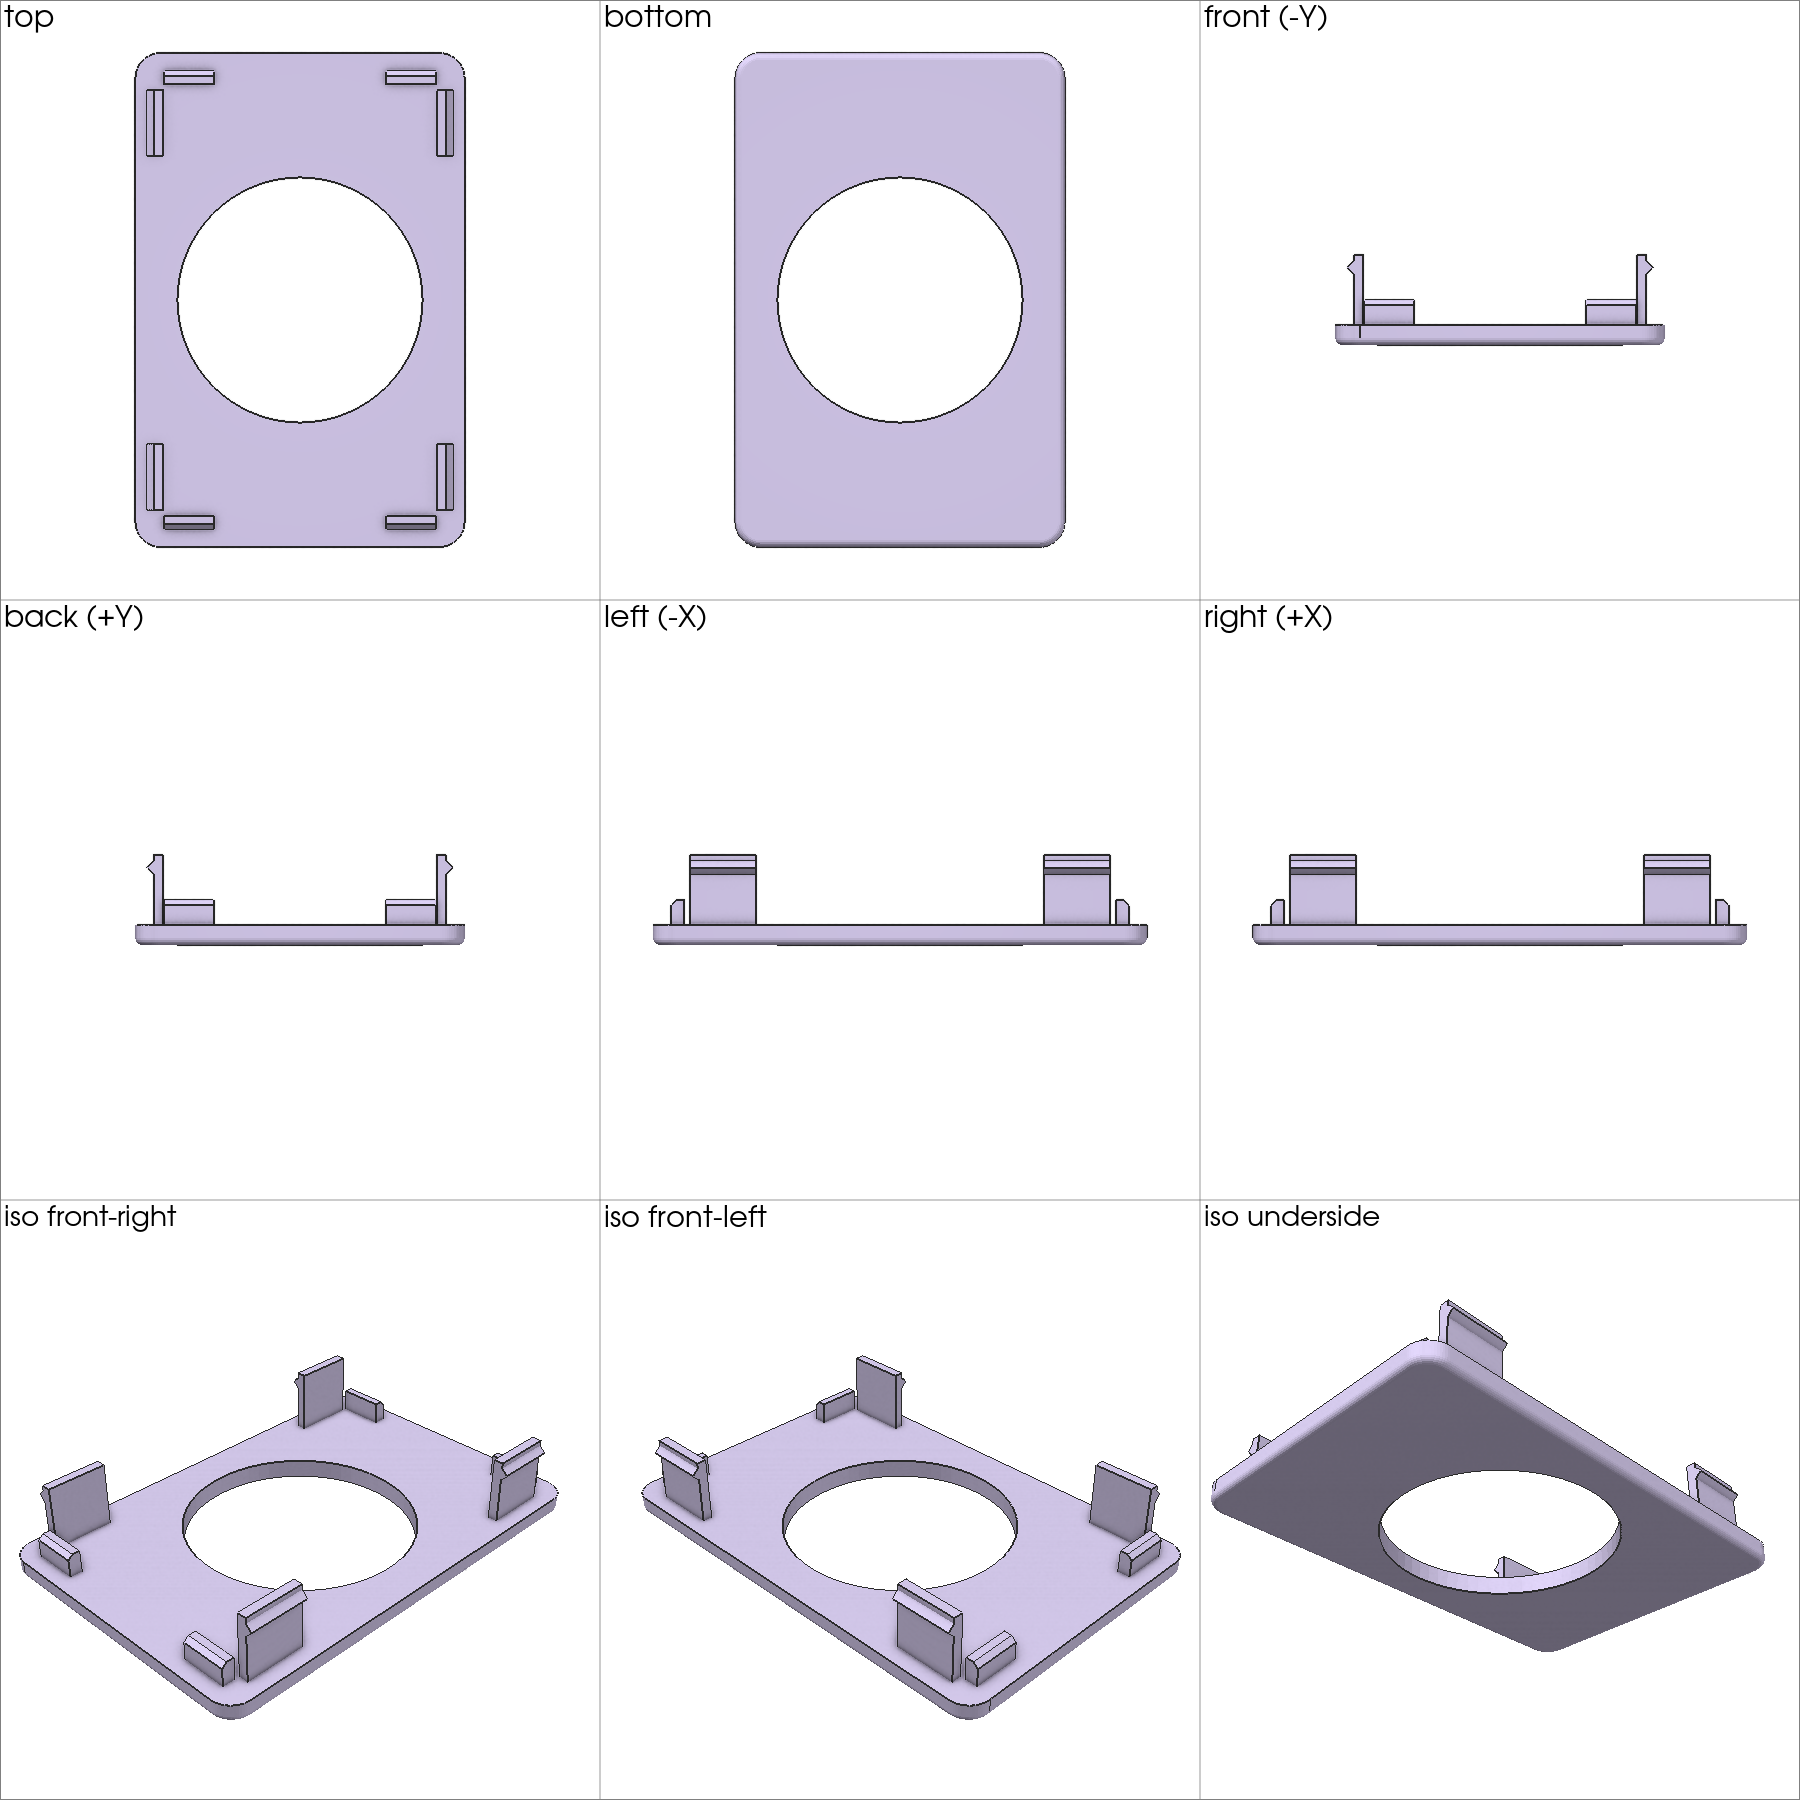 top
bottom
front (-Y)
back (+Y)
left (-X)
right (+X)
iso front-right
iso front-left
iso underside